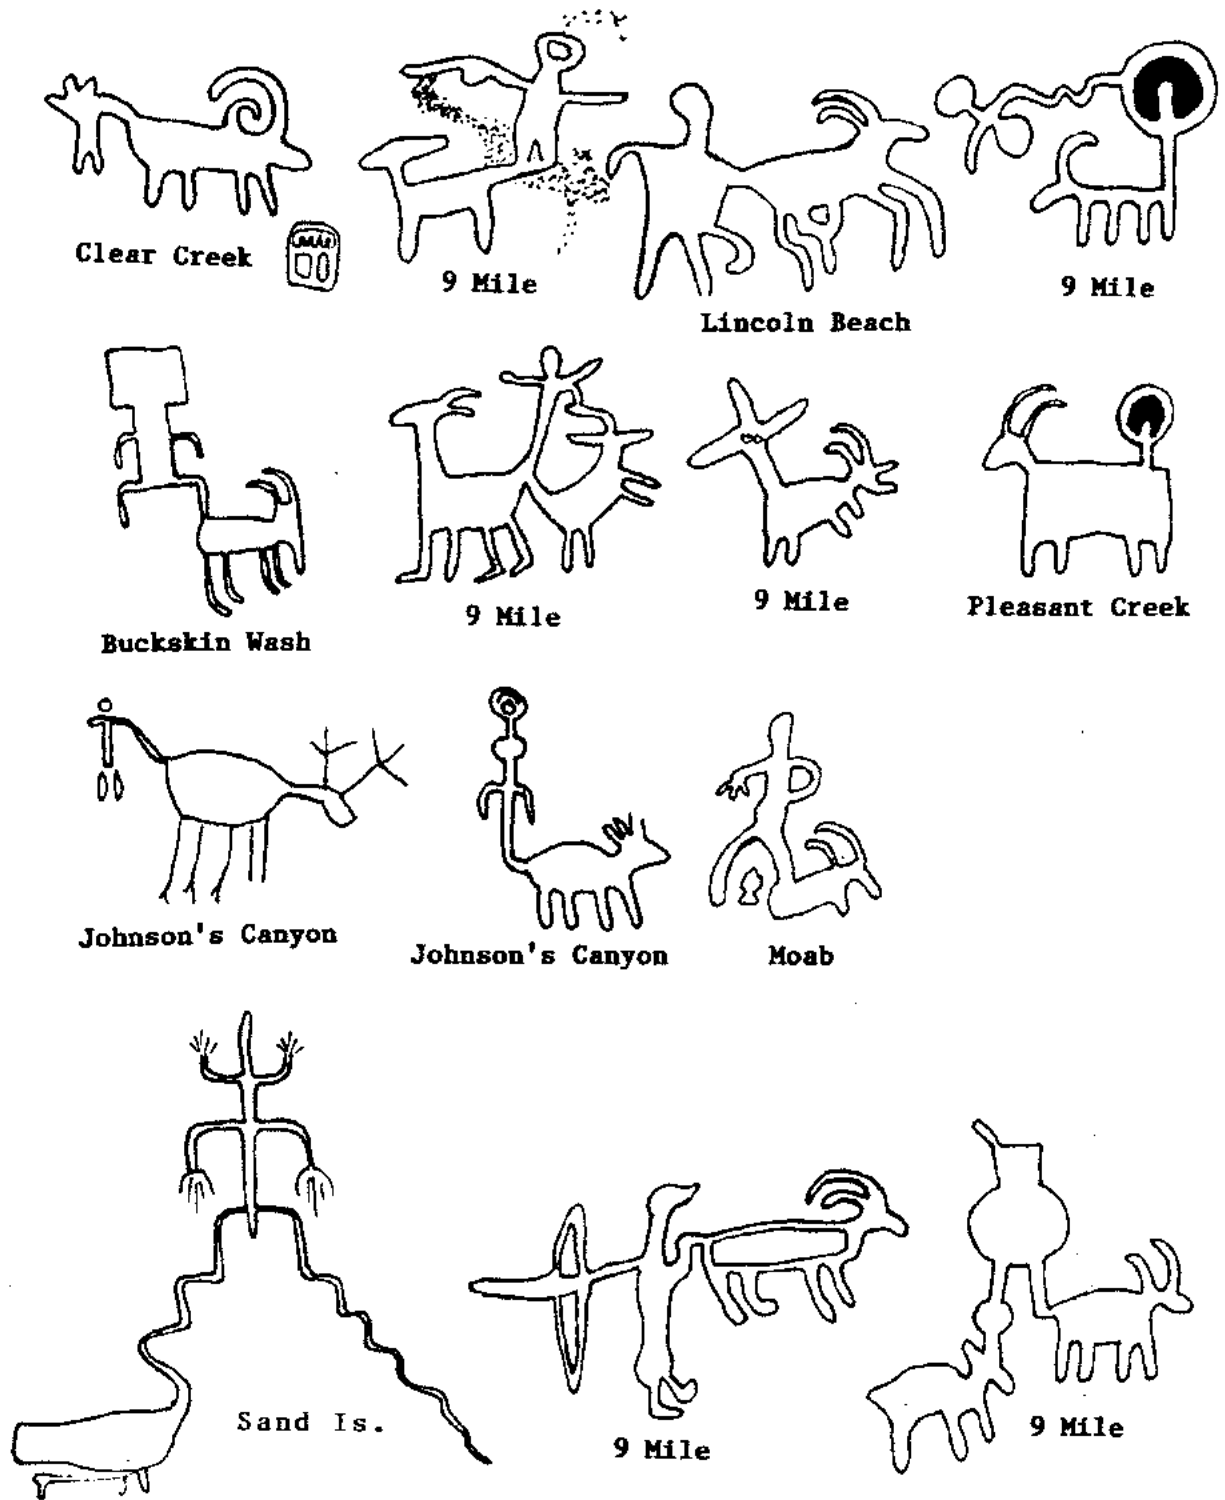 Clear Creek
9 Mile
Lincoln Beach
9 Mile
Buckskin Wash
9 Mile
9 Mile
Pleasant Creek
Johnson's Canyon
Johnson's Canyon
Moab
Sand Is.
9 Mile
9 Mile